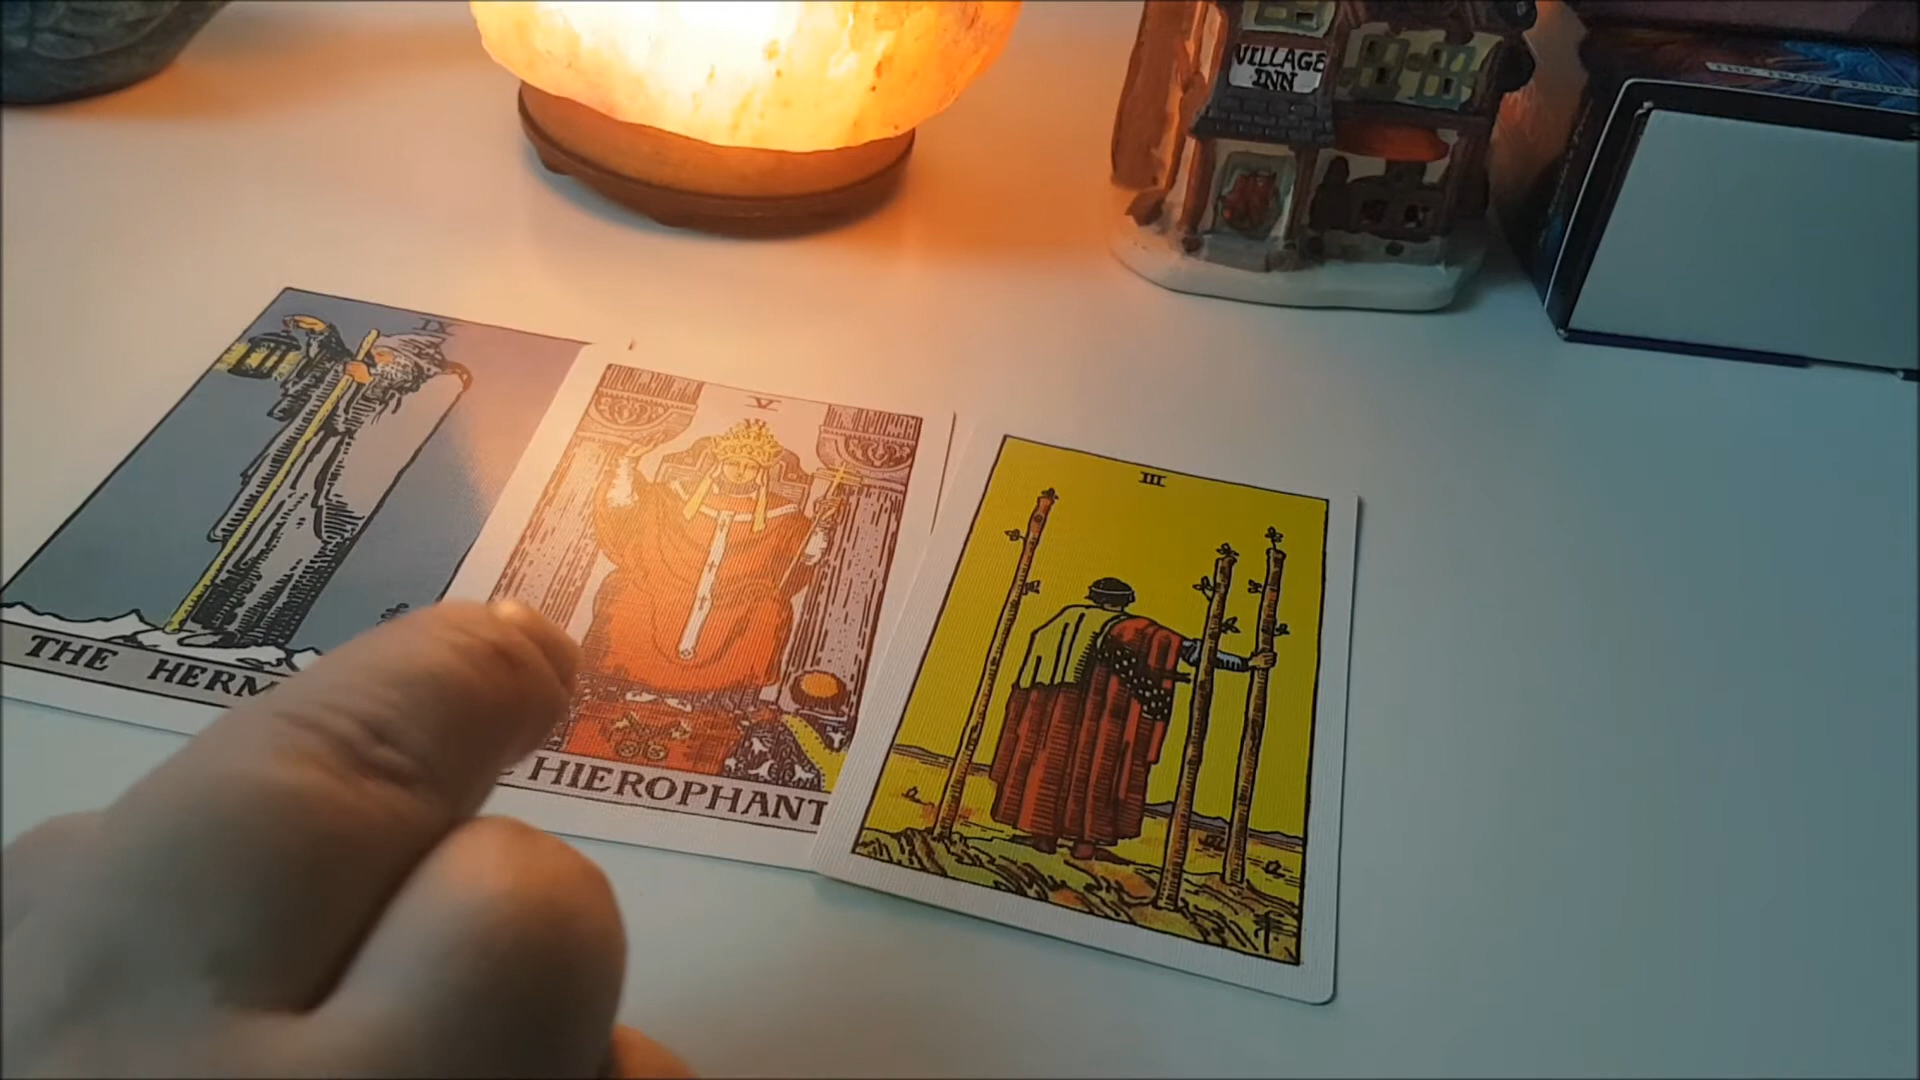 VILLAGE
INN
IX
THE HERM
V
HIEROPHANT
III